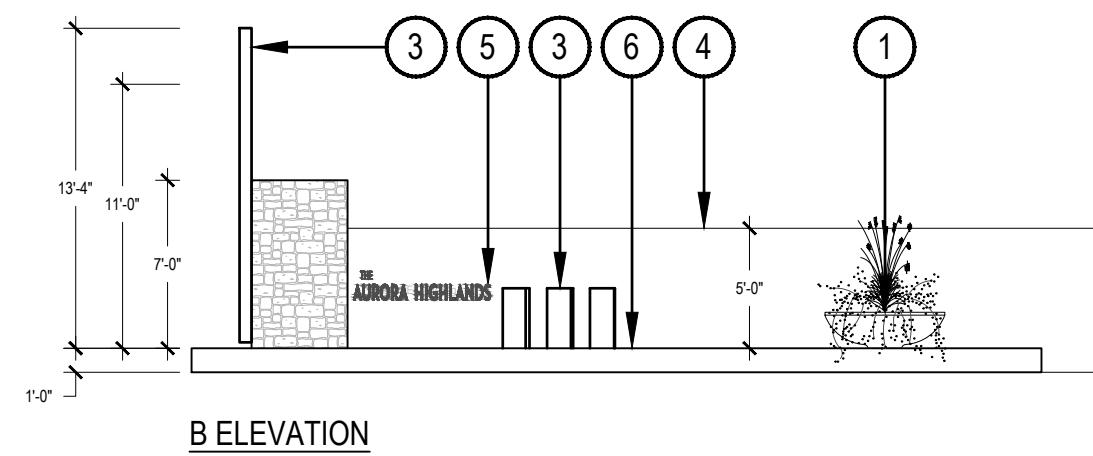 3 5 3 6 4 1
13'-4"
11'-0"
7'-0"
5'-0"
THE
AURORA HIGHLANDS
1'-0"
B ELEVATION